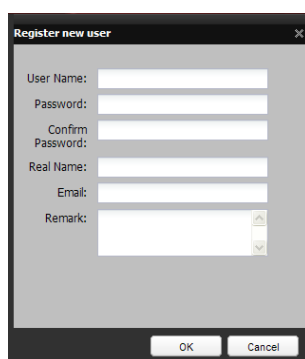 Register new user
User Name:
Password:
Confirm
Password:
Real Name:
Email:
Remark:
OK Cancel